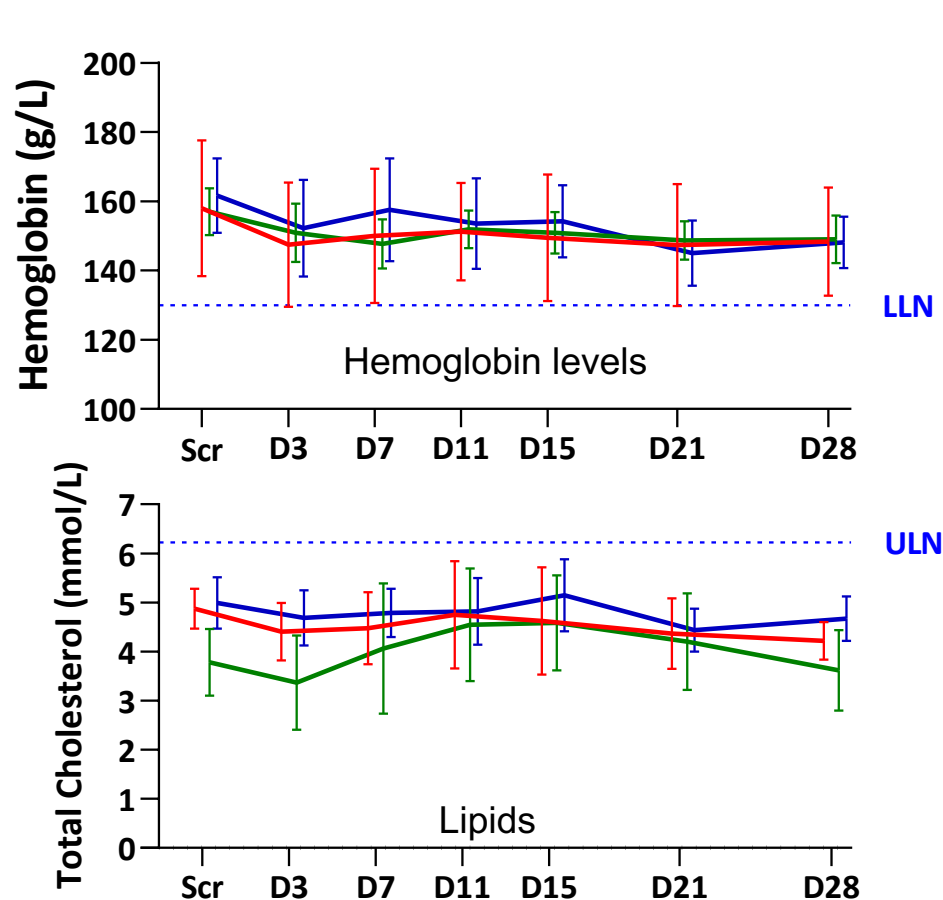 Hemoglobin (g/L)
200
180
160
140
120
100
LLN
Hemoglobin levels
Scr D3 D7 D11 D15 D21 D28
Total Cholesterol (mmol/L)
7
6
5
4
3
2
1
0
ULN
Lipids
Scr D3 D7 D11 D15 D21 D28